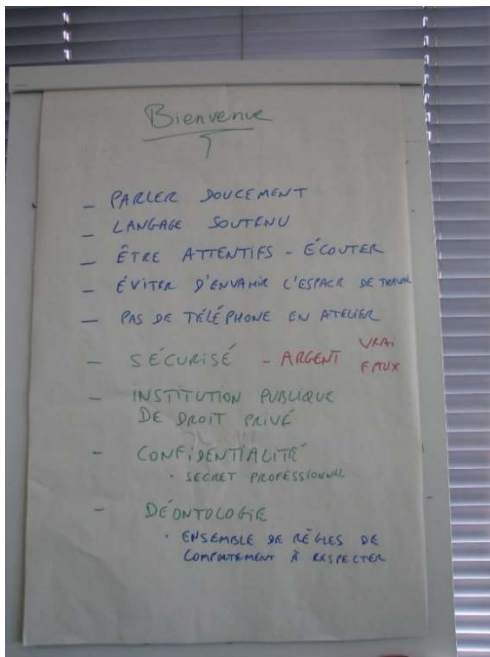 Bienvenue
- PARLER DOUCEMENT
- LANGAGE SOUTENU
- ÊTRE ATTENTIFS - ÉCOUTER
- ÉVITER D'ENVAHIR L'ESPACE DE TRAVAIL
- PAS DE TÉLÉPHONE EN ATELIER
- SÉCURISÉ - ARGENT VRAI
FAUX
- INSTITUTION PUBLIQUE
DE DROIT PRIVÉ
- CONFIDENTIALITÉ
• SECRET PROFESSIONNEL
- DÉONTOLOGIE
• ENSEMBLE DE RÈGLES DE
COMPORTEMENT À RESPECTER